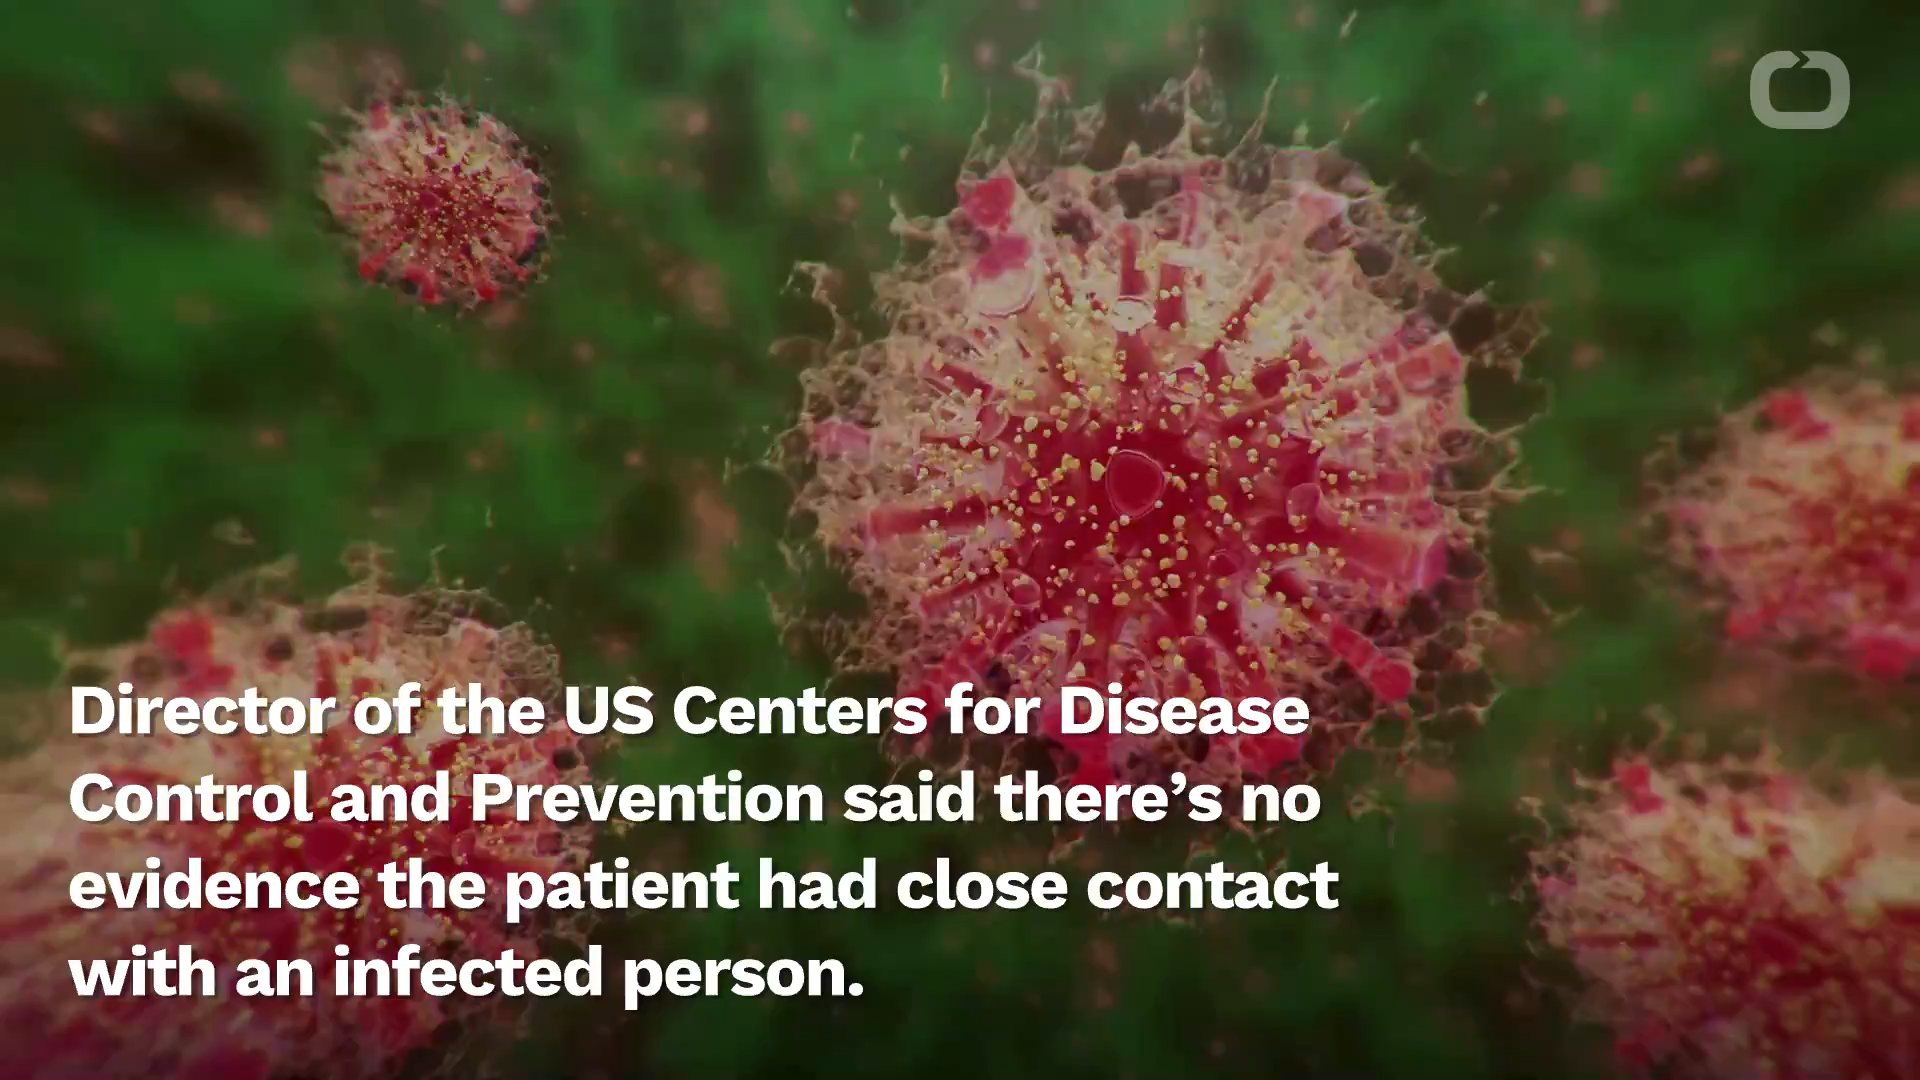 Director of the US Centers for Disease
Control and Prevention said there’s no
evidence the patient had close contact
with an infected person.